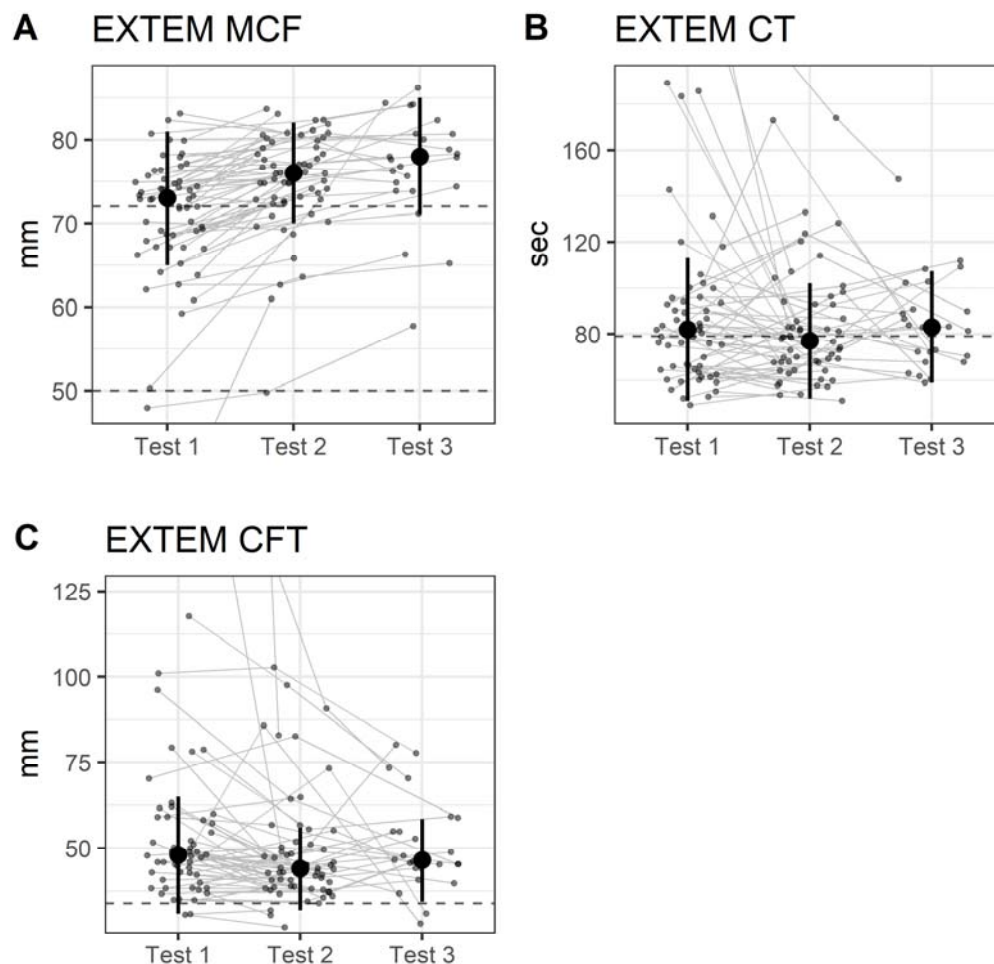 A EXTEM MCF
mm
80
70
60
50
Test 1 Test 2 Test 3
B EXTEM CT
sec
160
120
80
Test 1 Test 2 Test 3
C EXTEM CFT
mm
125
100
75
50
Test 1 Test 2 Test 3